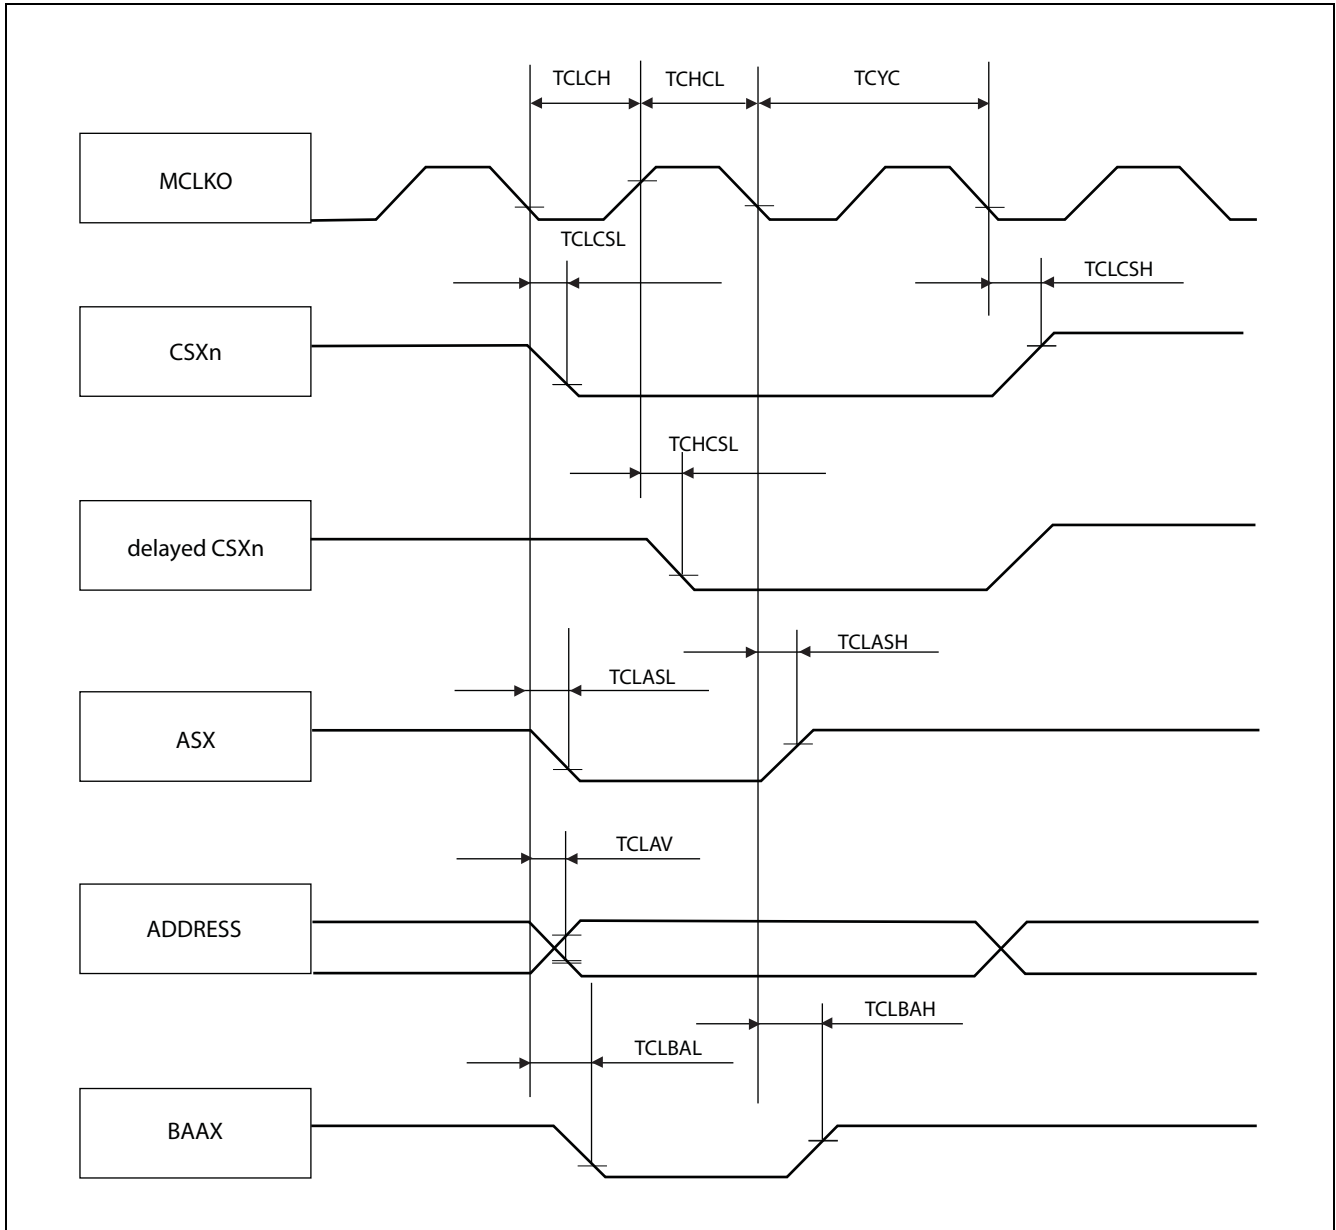 TCLCH
TCHCL
TCYC
MCLKO
TCLCSL
TCLCSH
CSXn
TCHCSL
delayed CSXn
TCLASH
TCLASL
ASX
TCLAV
ADDRESS
TCLBAH
TCLBAL
BAAX